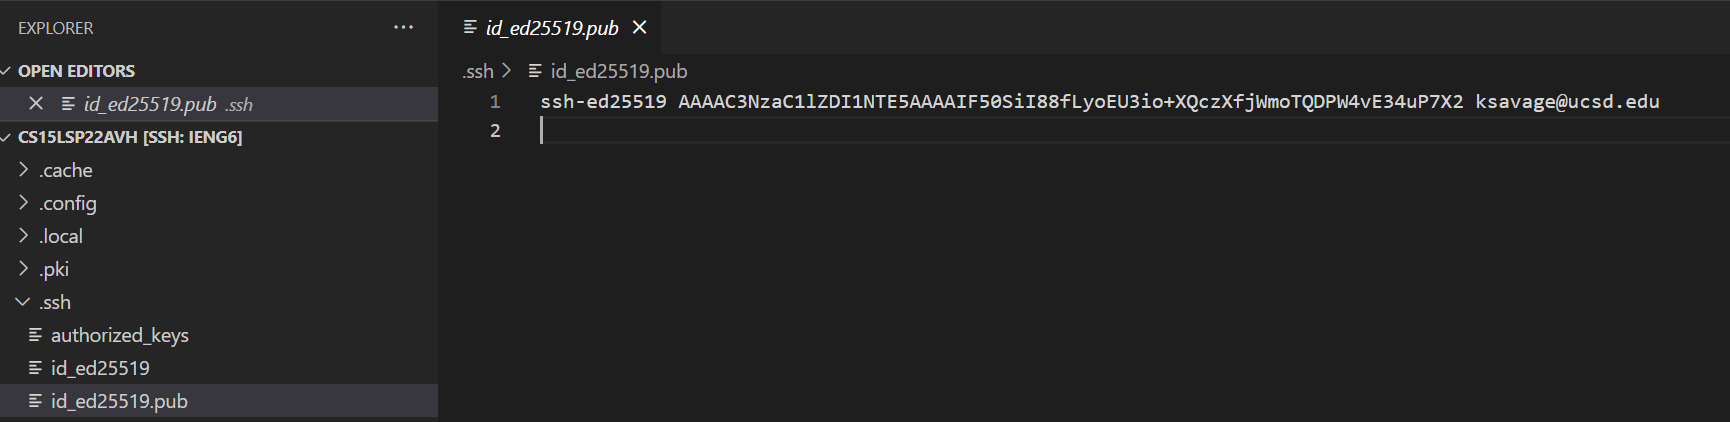 EXPLORER
···
OPEN EDITORS
id_ed25519.pub .ssh
CS15LSP22AVH [SSH: IENG6]
.cache
.config
.local
.pki
.ssh
authorized_keys
id_ed25519
id_ed25519.pub
id_ed25519.pub
.ssh > id_ed25519.pub
1 ssh-ed25519 AAAAC3NzaC1lZDI1NTE5AAAAIF50SiI88fLyoEU3io+XQczXfjWmoTQDPW4vE34uP7X2 ksavage@ucsd.edu
2